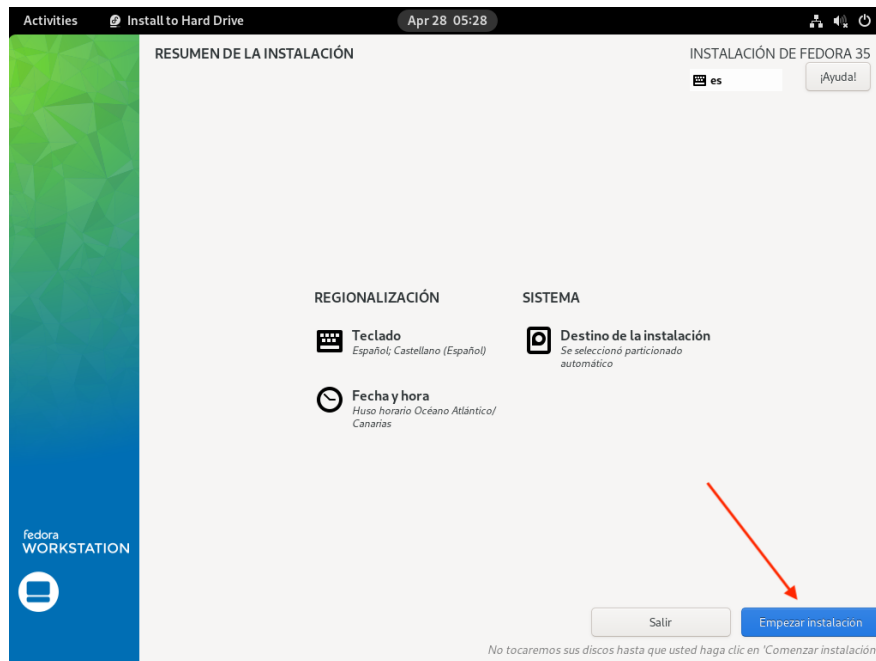 Activities Install to Hard Drive Apr 28 05:28
RESUMEN DE LA INSTALACIÓN
INSTALACIÓN DE FEDORA 35
es
¡Ayuda!
REGIONALIZACIÓN
Teclado
Español; Castellano (Español)
Fecha y hora
Huso horario Océano Atlántico/
Canarias
SISTEMA
Destino de la instalación
Se seleccionó particionado
automático
fedora
WORKSTATION
Salir
Empezar instalación
No tocaremos sus discos hasta que usted haga clic en 'Comenzar instalación